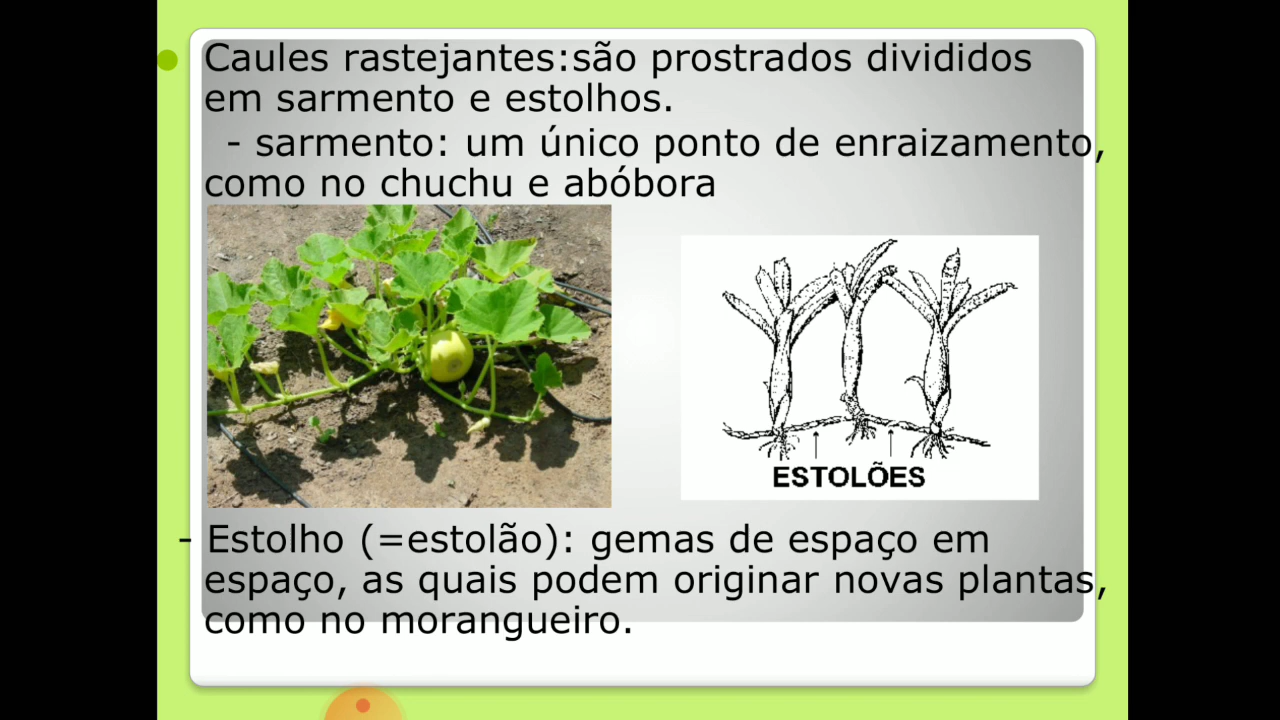 Caules rastejantes:são prostrados divididos
em sarmento e estolhos.
- sarmento: um único ponto de enraizamento,
como no chuchu e abóbora
ESTOLÕES
- Estolho (=estolão): gemas de espaço em
espaço, as quais podem originar novas plantas,
como no morangueiro.